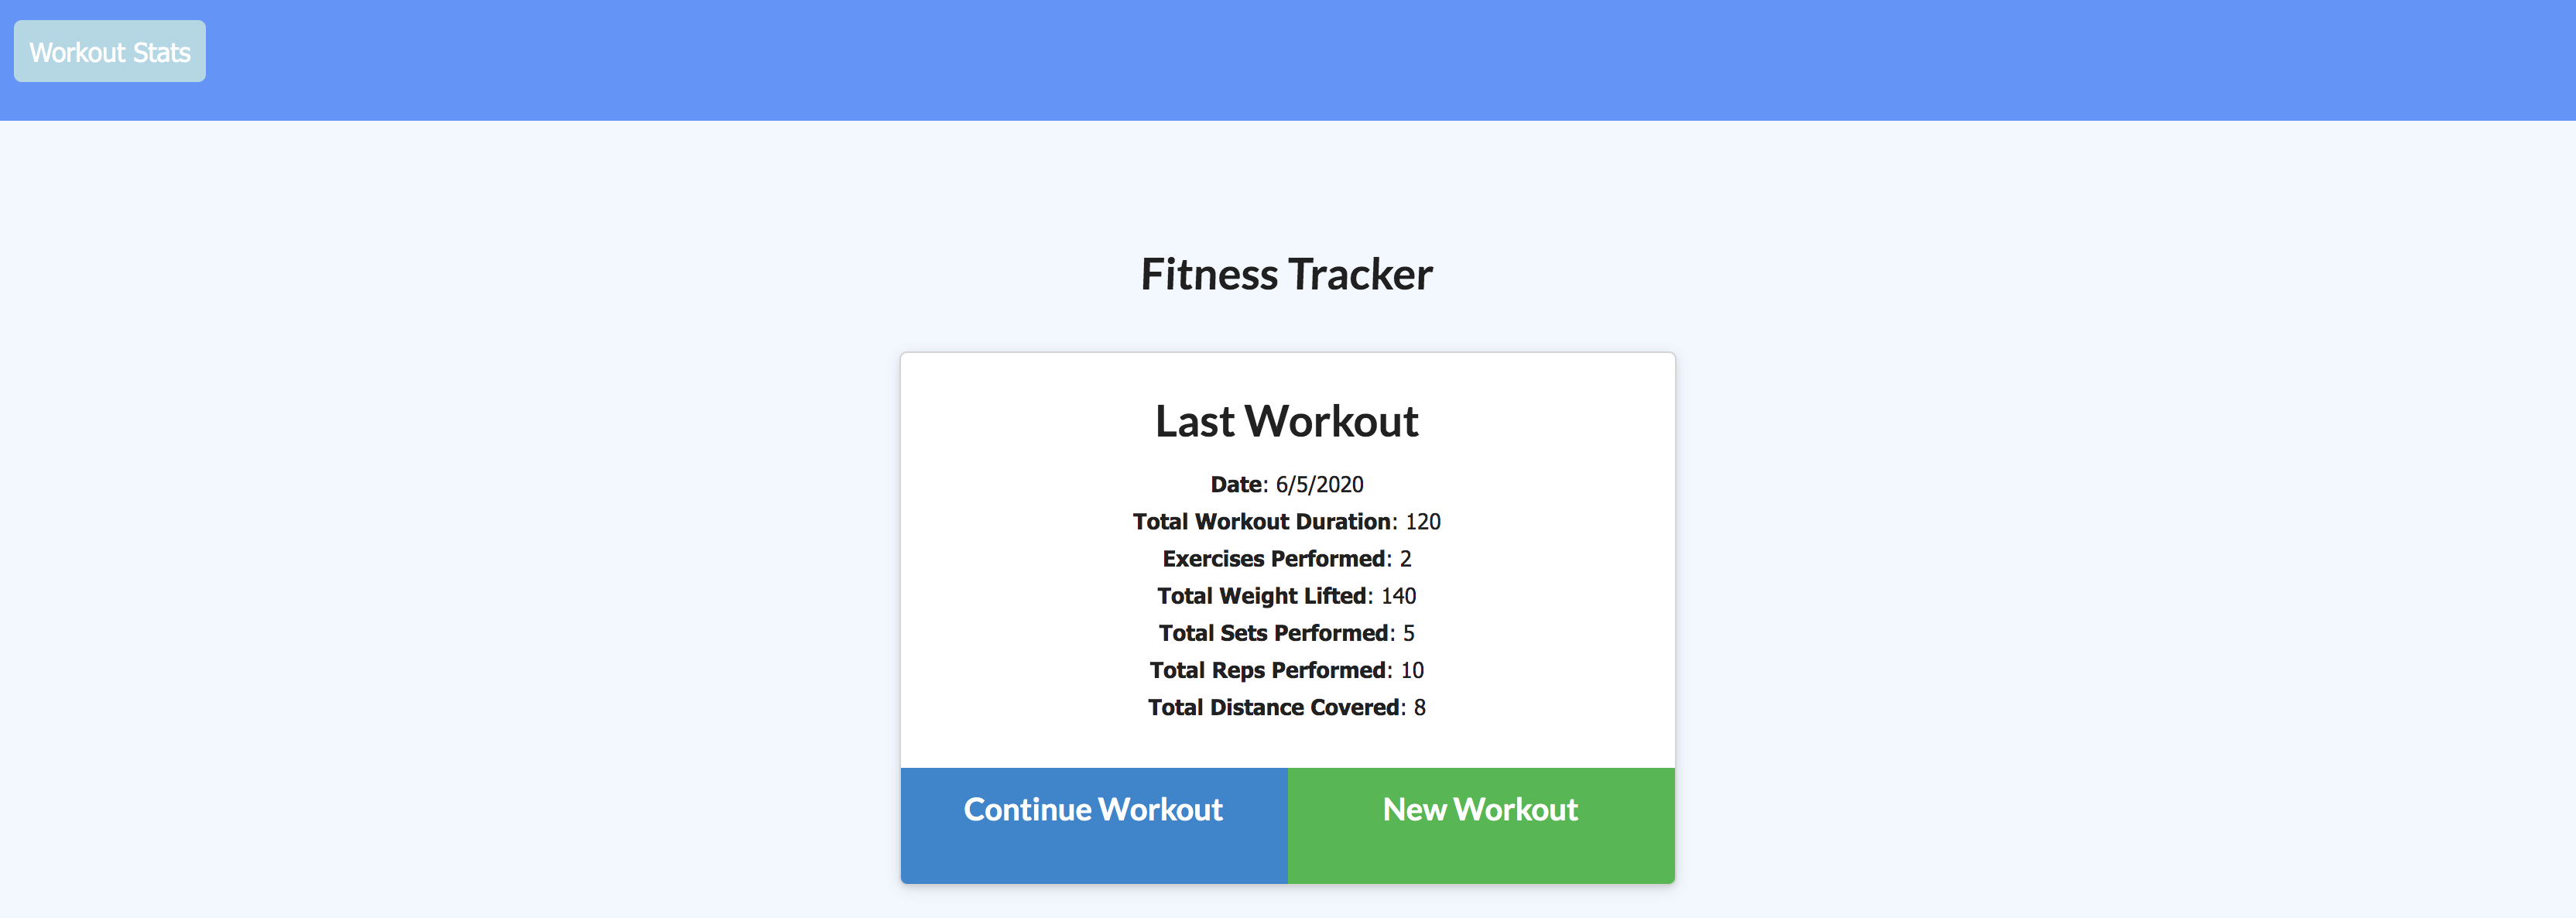 Workout Stats
Fitness Tracker
Last Workout
Date: 6/5/2020
Total Workout Duration: 120
Exercises Performed: 2
Total Weight Lifted: 140
Total Sets Performed: 5
Total Reps Performed: 10
Total Distance Covered: 8
Continue Workout
New Workout